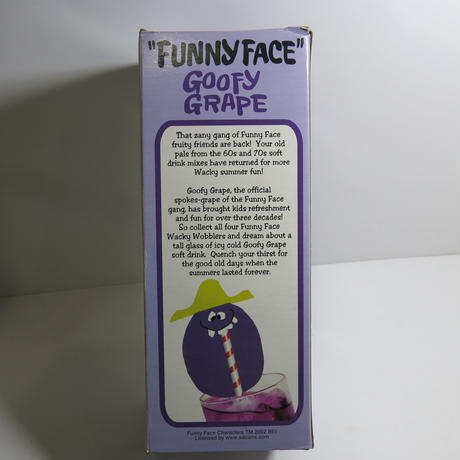 "FUNNY FACE"
GOOFY
GRAPE
That zany gang of Funny Face
fruity friends are back! Your old
pals from the 60s and 70s soft
drink mixes have returned for more
Wacky summer fun!
Goofy Grape, the official
spokes-grape of the Funny Face
gang, has brought kids refreshment
and fun for over three decades!
So collect all four Funny Face
Wacky Wobblers and dream about a
tall glass of icy cold Goofy Grape
soft drink. Quench your thirst for
the good old days when the
summers lasted forever.
Funny Face Characters TM 2002 BEI
Licensed by www.adicons.com